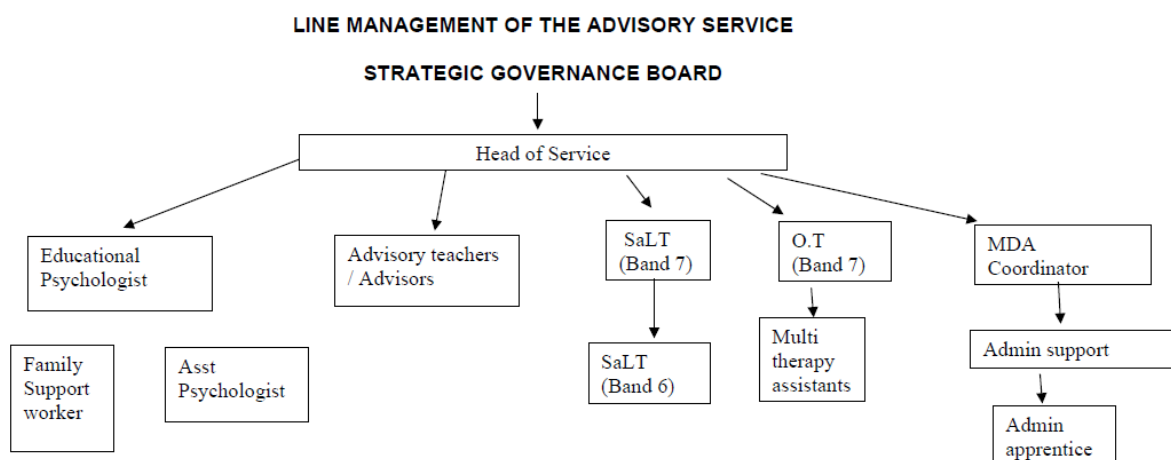 LINE MANAGEMENT OF THE ADVISORY SERVICE
STRATEGIC GOVERNANCE BOARD
Head of Service
Educational
Psychologist
Advisory teachers
/ Advisors
SaLT
(Band 7)
O.T
(Band 7)
MDA
Coordinator
Family
Support
worker
Asst
Psychologist
SaLT
(Band 6)
Multi
therapy
assistants
Admin support
Admin
apprentice